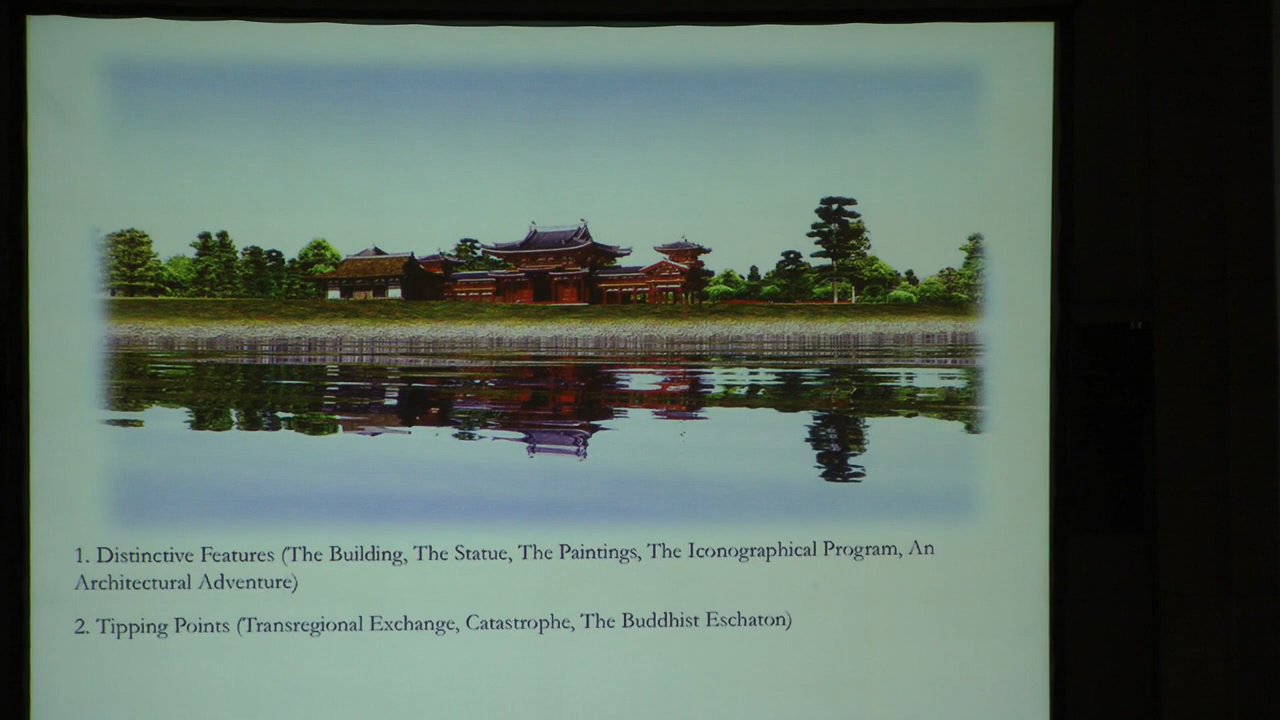 1. Distinctive Features (The Building, The Statue, The Paintings, The Iconographical Program, An
Architectural Adventure)
2. Tipping Points (Transregional Exchange, Catastrophe, The Buddhist Eschaton)